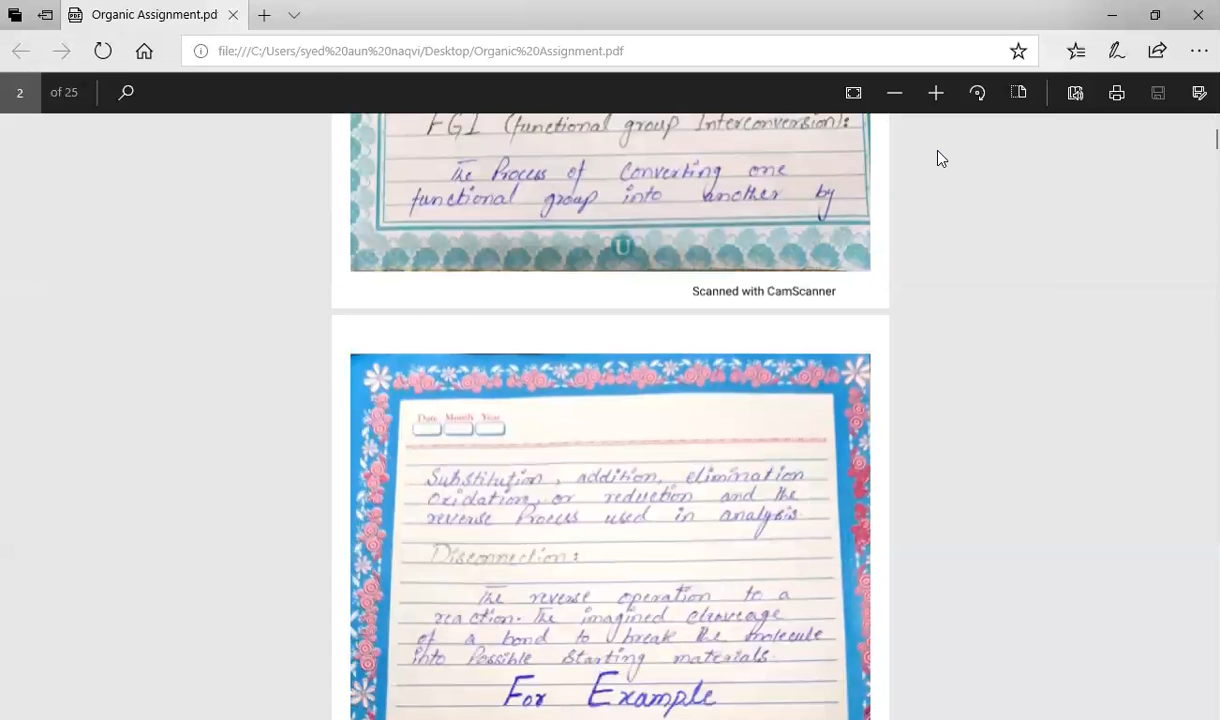 Organic Assignment.pdf
file:///C:/Users/syed%20aun%20naqvi/Desktop/Organic%20Assignment.pdf
2 of 25
FGI (functional group Interconversion):
The Process of converting one
functional group into another by
U
Scanned with CamScanner
Date Month Year
Substitution, addition, elimination
Oxidation, or reduction and the
reverse Process used in analysis.
Disconnection:
The reverse operation to a
reaction. The imagined cleaveage
of a bond to break the molecule
into Possible Starting materials.
For Example